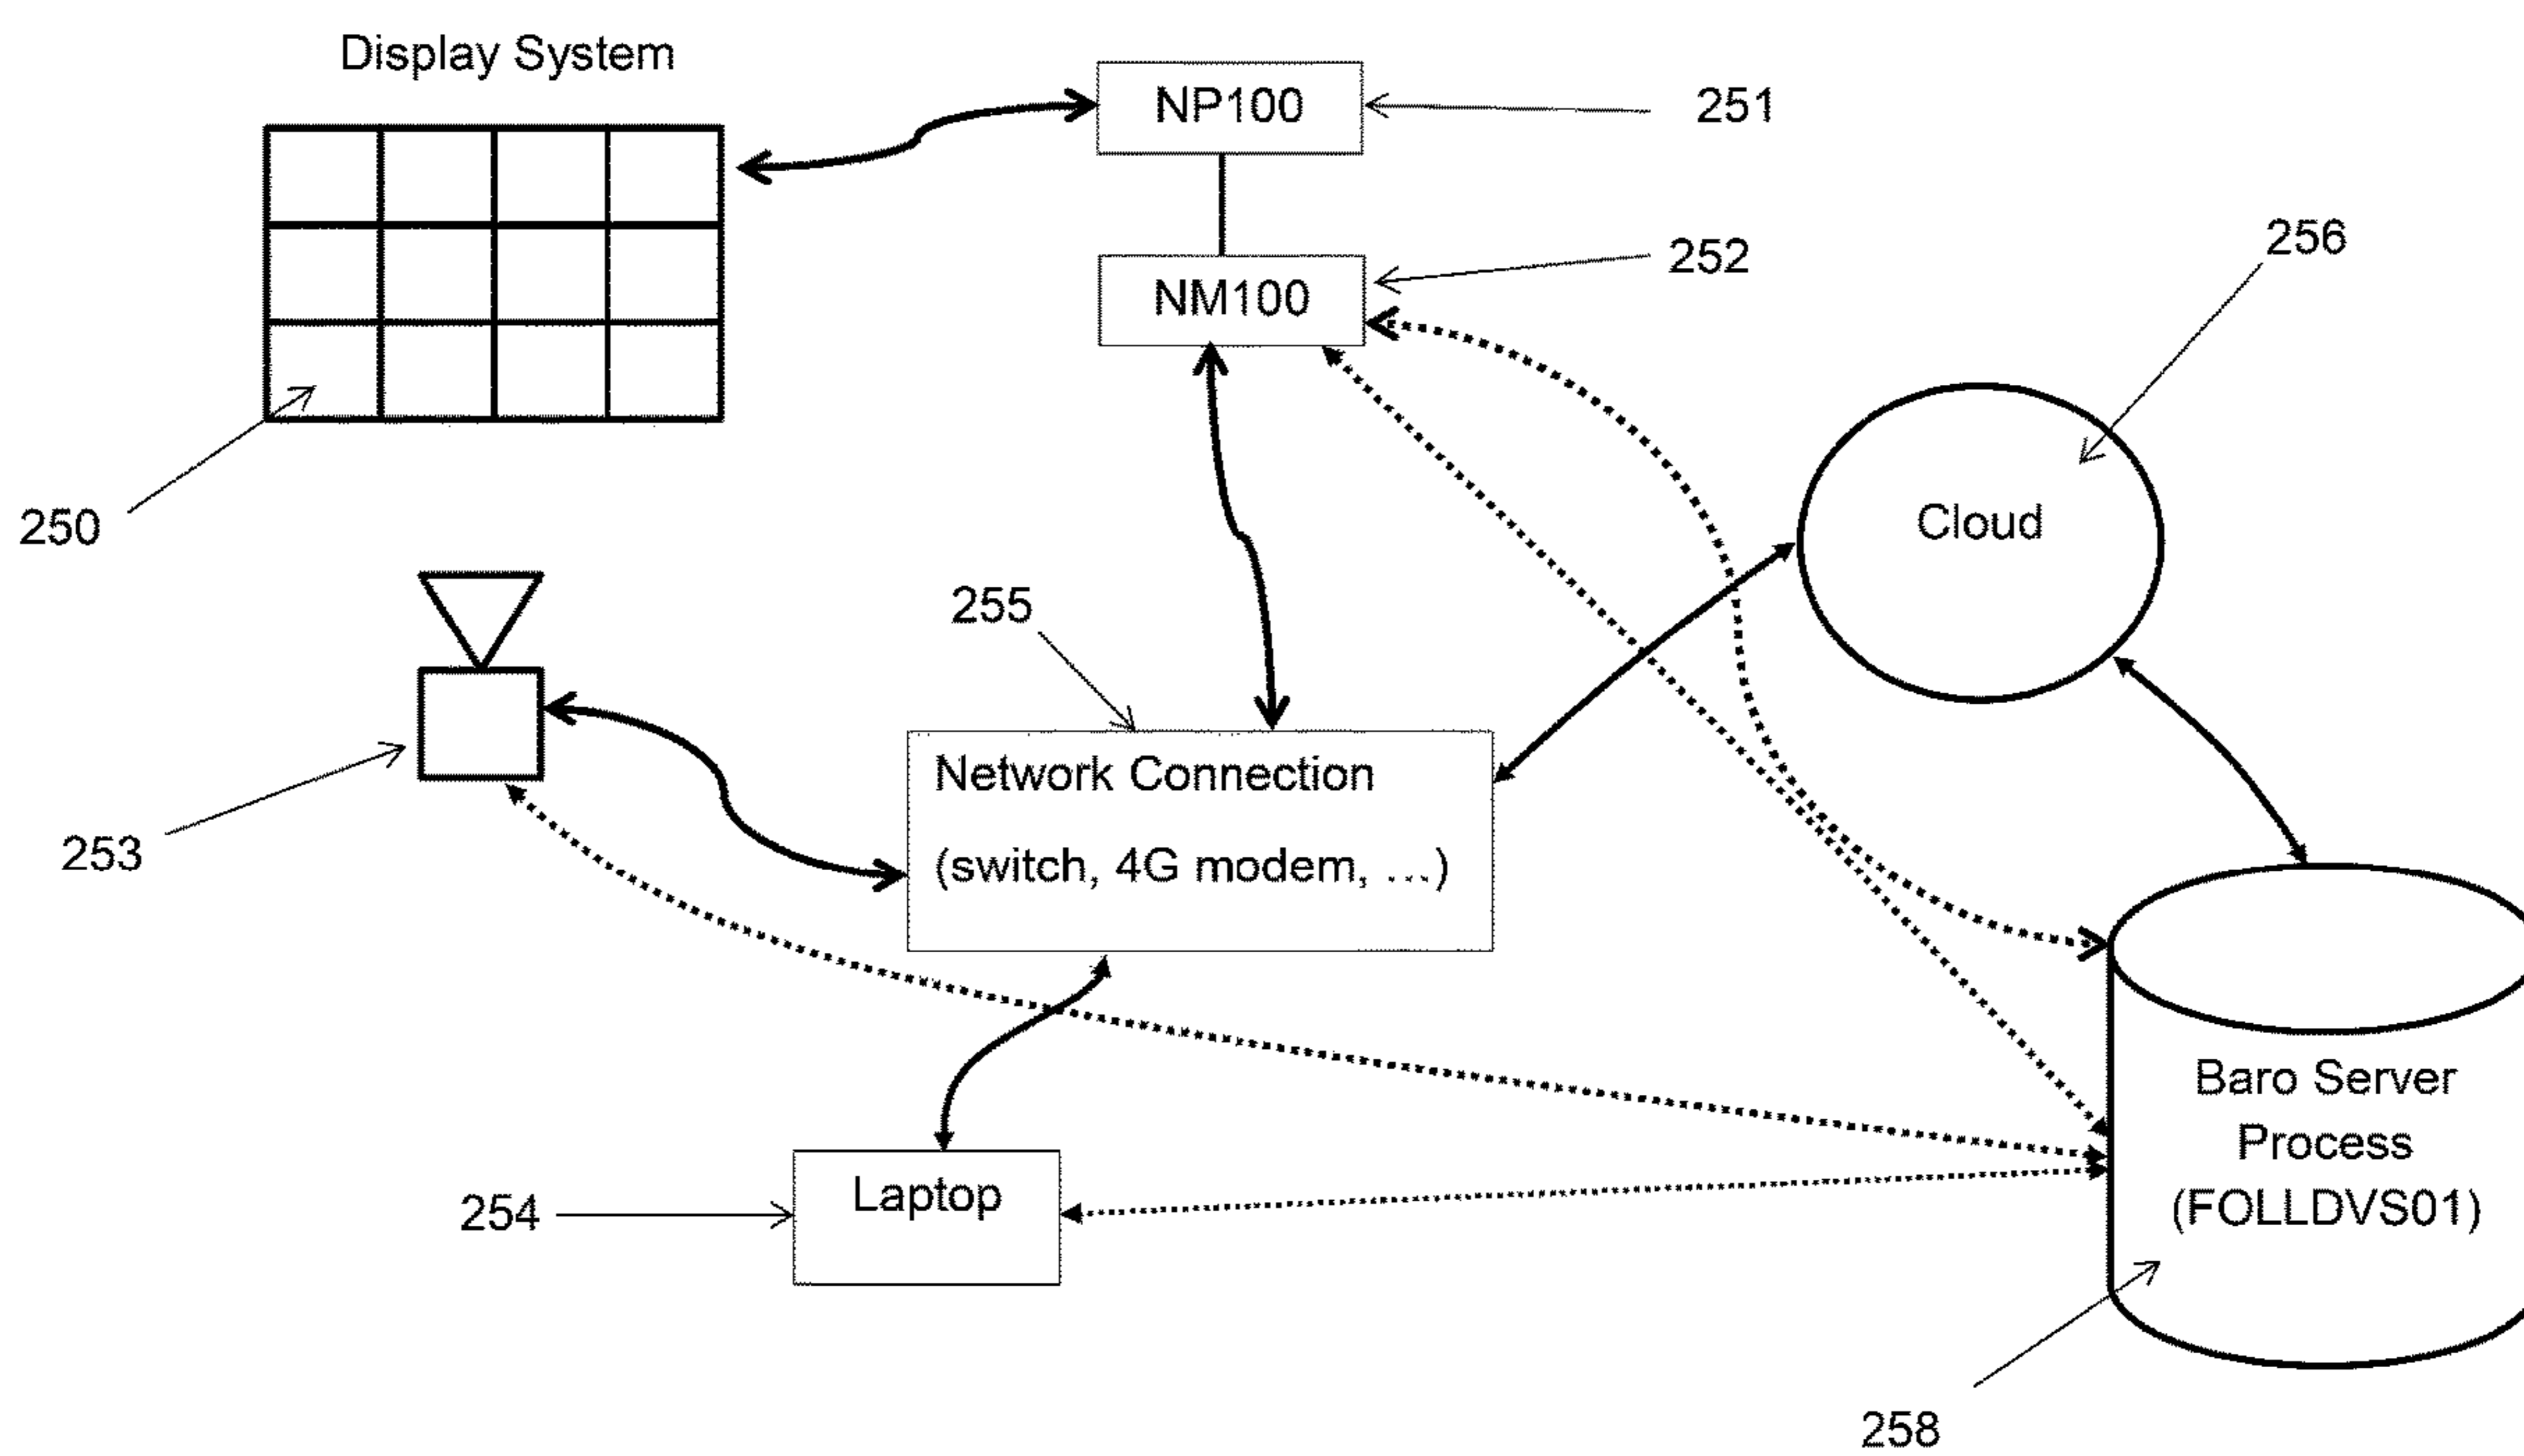 Display System
NP100
251
NM100
252
256
250
Cloud
255
253
Network Connection
(switch, 4G modem, ...)
254
Laptop
Baro Server
Process
(FOLLDVS01)
258